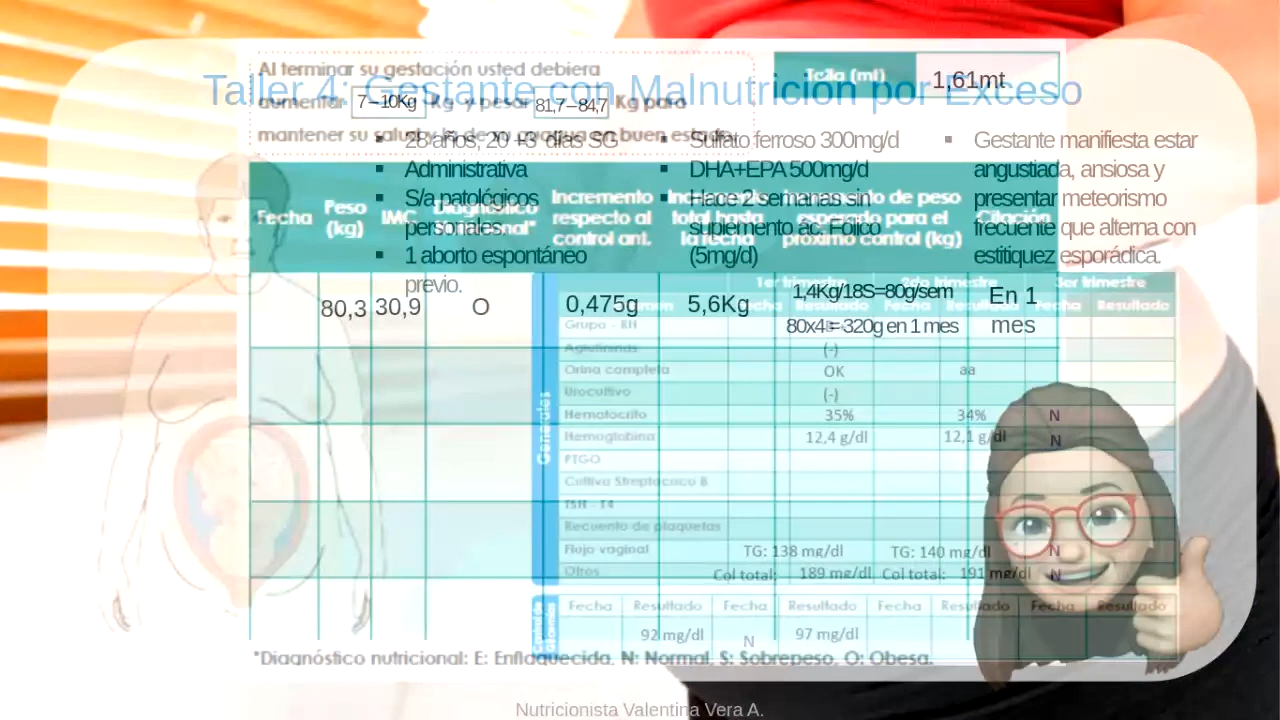 Taller 4: Gestante con Malnutrición por Exceso
Al terminar su gestación usted debiera
aumentar 7–10Kg Kg y pesar 81,7–84,7 Kg para
mantener su salud y la de su guagua en buen estado.
Talla (mt) 1,61mt
28 años, 20 +3 días SG
Administrativa
S/a patológicos
personales.
1 aborto espontáneo
previo.
Sulfato ferroso 300mg/d
DHA+EPA 500mg/d
Hace 2 semanas sin
suplemento ac. Fólico
(5mg/d)
Gestante manifiesta estar
angustiada, ansiosa y
presentar meteorismo
frecuente que alterna con
estitiquez esporádica.
Fecha
Peso
(kg)
IMC
Diagnóstico
Incremento
respecto al
control ant.
total hasta
la fecha
esperado para el
próximo control (kg)
Citación
80,3 30,9 O 0,475g 5,6Kg
1,4Kg/18S=80g/sem
80x4 = 320g en 1 mes
En 1
mes
1er trimestre 2do trimestre 3er trimestre
Fecha Resultado Fecha Resultado
Generales
Grupo - RH
Aglutininas (-)
Orina completa OK aa
Urocultivo (-)
Hematocrito 35% 34% N
Hemoglobina 12,4 g/dl 12,1 g/dl N
PTGO
Cultivo Streptococo B
TSH - T4
Recuento de plaquetas
Flujo vaginal TG: 138 mg/dl TG: 140 mg/dl N
Otros Col total: 189 mg/dl Col total: 191 mg/dl N
Fecha Resultado Fecha Resultado Fecha Resultado Fecha Resultado
92 mg/dl N 97 mg/dl
*Diagnóstico nutricional: E: Enflaquecida, N: Normal, S: Sobrepeso, O: Obesa.
Nutricionista Valentina Vera A.